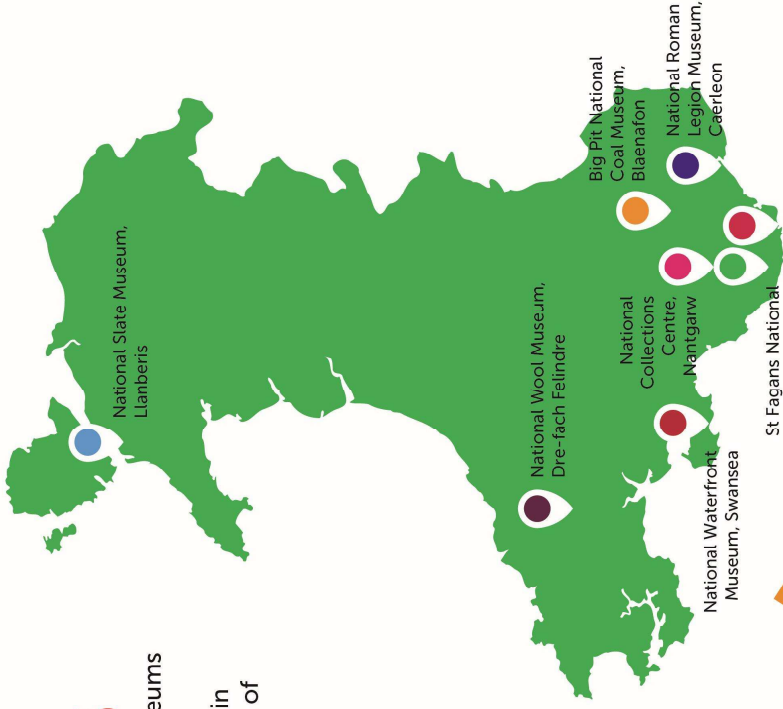 National Slate Museum,
Llanberis
National Wool Museum,
Dre-fach Felindre
Big Pit National
Coal Museum,
Blaenafon
National Roman
Legion Museum,
Caerleon
National
Collections
Centre,
Nantgarw
National Waterfront
Museum, Swansea
St Fagans National
eums
in
of